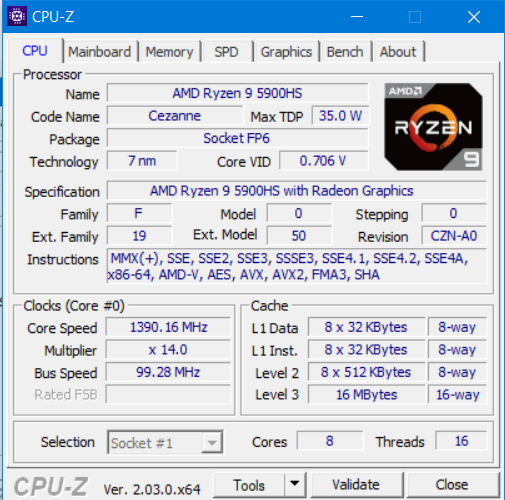 CPU-Z
CPU Mainboard Memory SPD Graphics Bench About
Processor
Name AMD Ryzen 9 5900HS
Code Name Cezanne Max TDP 35.0 W
Package Socket FP6
Technology 7 nm Core VID 0.706 V
AMD
RYZEN
9
Specification AMD Ryzen 9 5900HS with Radeon Graphics
Family F Model 0 Stepping 0
Ext. Family 19 Ext. Model 50 Revision CZN-A0
Instructions MMX(+), SSE, SSE2, SSE3, SSSE3, SSE4.1, SSE4.2, SSE4A,
x86-64, AMD-V, AES, AVX, AVX2, FMA3, SHA
Clocks (Core #0) Cache
Core Speed 1390.16 MHz L1 Data 8 x 32 KBytes 8-way
Multiplier x 14.0 L1 Inst. 8 x 32 KBytes 8-way
Bus Speed 99.28 MHz Level 2 8 x 512 KBytes 8-way
Rated FSB Level 3 16 MBytes 16-way
Selection Socket #1 Cores 8 Threads 16
CPU-Z Ver. 2.03.0.x64 Tools Validate Close